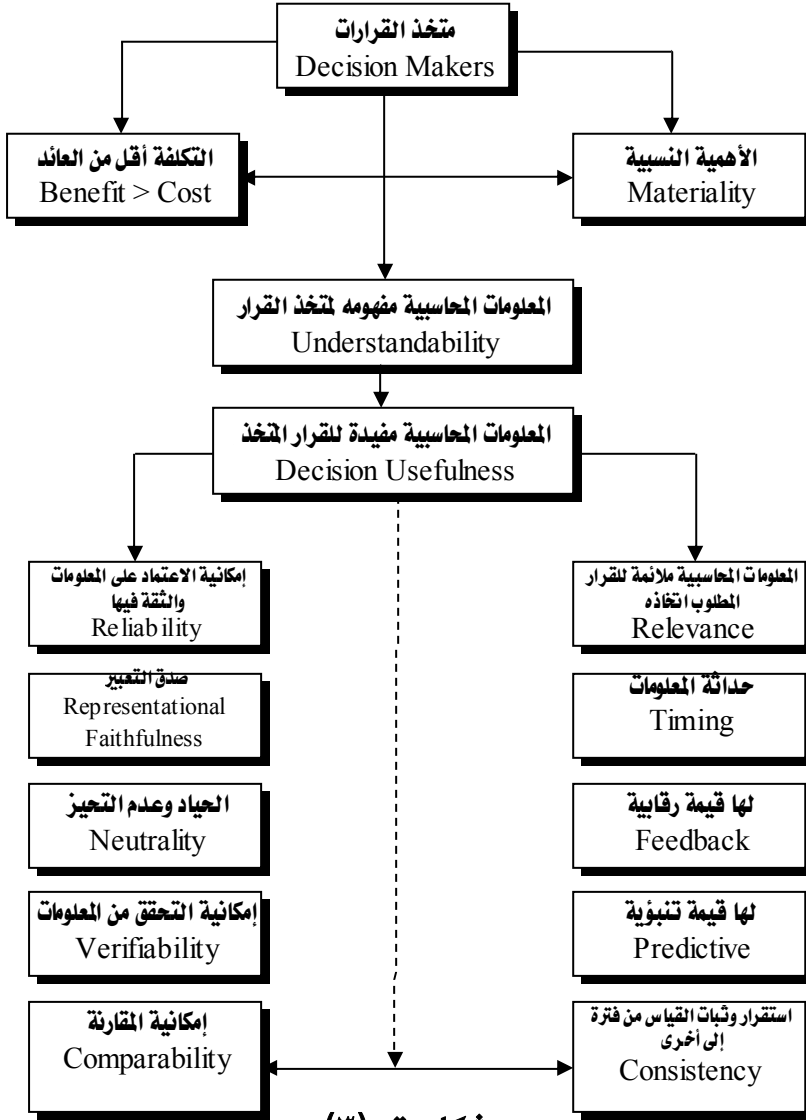 متخذ القرارات
Decision Makers
التكلفة أقل من العائد
Benefit > Cost
الأهمية النسبية
Materiality
المعلومات المحاسبية مفهومه لمتخذ القرار
Understandability
المعلومات المحاسبية مفيدة للقرار المتخذ
Decision Usefulness
إمكانية الاعتماد على المعلومات
والثقة فيها
Reliability
المعلومات المحاسبية ملائمة للقرار
المطلوب اتخاذه
Relevance
صدق التعبير
Representational
Faithfulness
حداثة المعلومات
Timing
الحياد وعدم التحيز
Neutrality
لها قيمة رقابية
Feedback
إمكانية التحقق من المعلومات
Verifiability
لها قيمة تنبؤية
Predictive
إمكانية المقارنة
Comparability
استقرار وثبات القياس من فترة
إلى أخرى
Consistency
(٣)